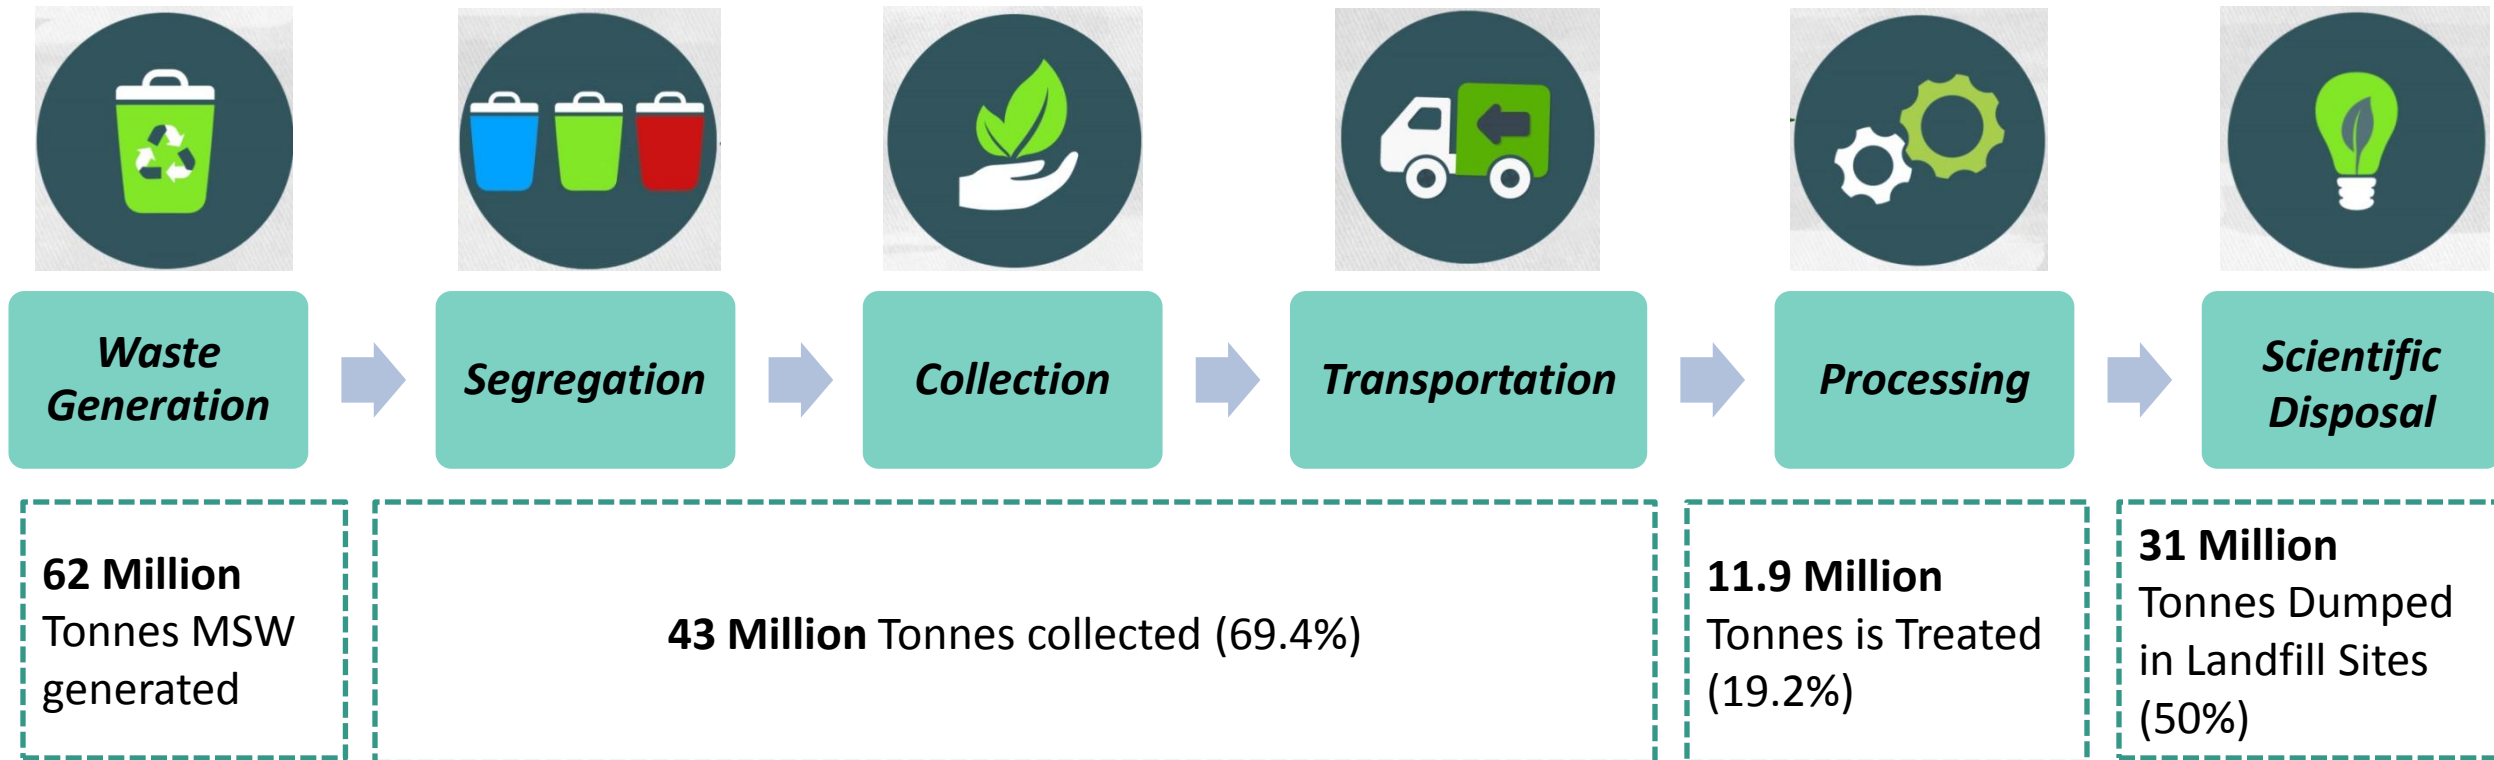 Waste
Generation
Segregation
Collection
Transportation
Processing
Scientific
Disposal
62 Million
Tonnes MSW
generated
43 Million Tonnes collected (69.4%)
11.9 Million
Tonnes is Treated
(19.2%)
31 Million
Tonnes Dumped
in Landfill Sites
(50%)